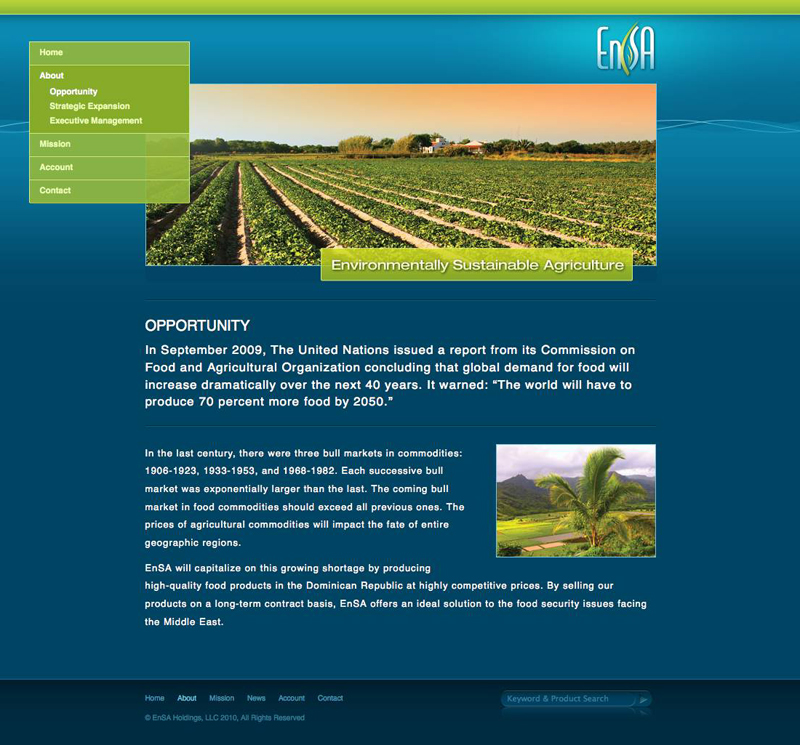 EnSA
Home
About
Opportunity
Strategic Expansion
Executive Management
Mission
Account
Contact
Environmentally Sustainable Agriculture
OPPORTUNITY
In September 2009, The United Nations issued a report from its Commission on
Food and Agricultural Organization concluding that global demand for food will
increase dramatically over the next 40 years. It warned: “The world will have to
produce 70 percent more food by 2050.”
In the last century, there were three bull markets in commodities:
1906-1923, 1933-1953, and 1968-1982. Each successive bull
market was exponentially larger than the last. The coming bull
market in food commodities should exceed all previous ones. The
prices of agricultural commodities will impact the fate of entire
geographic regions.
EnSA will capitalize on this growing shortage by producing
high-quality food products in the Dominican Republic at highly competitive prices. By selling our
products on a long-term contract basis, EnSA offers an ideal solution to the food security issues facing
the Middle East.
Home About Mission News Account Contact
Keyword & Product Search
© EnSA Holdings, LLC 2010, All Rights Reserved